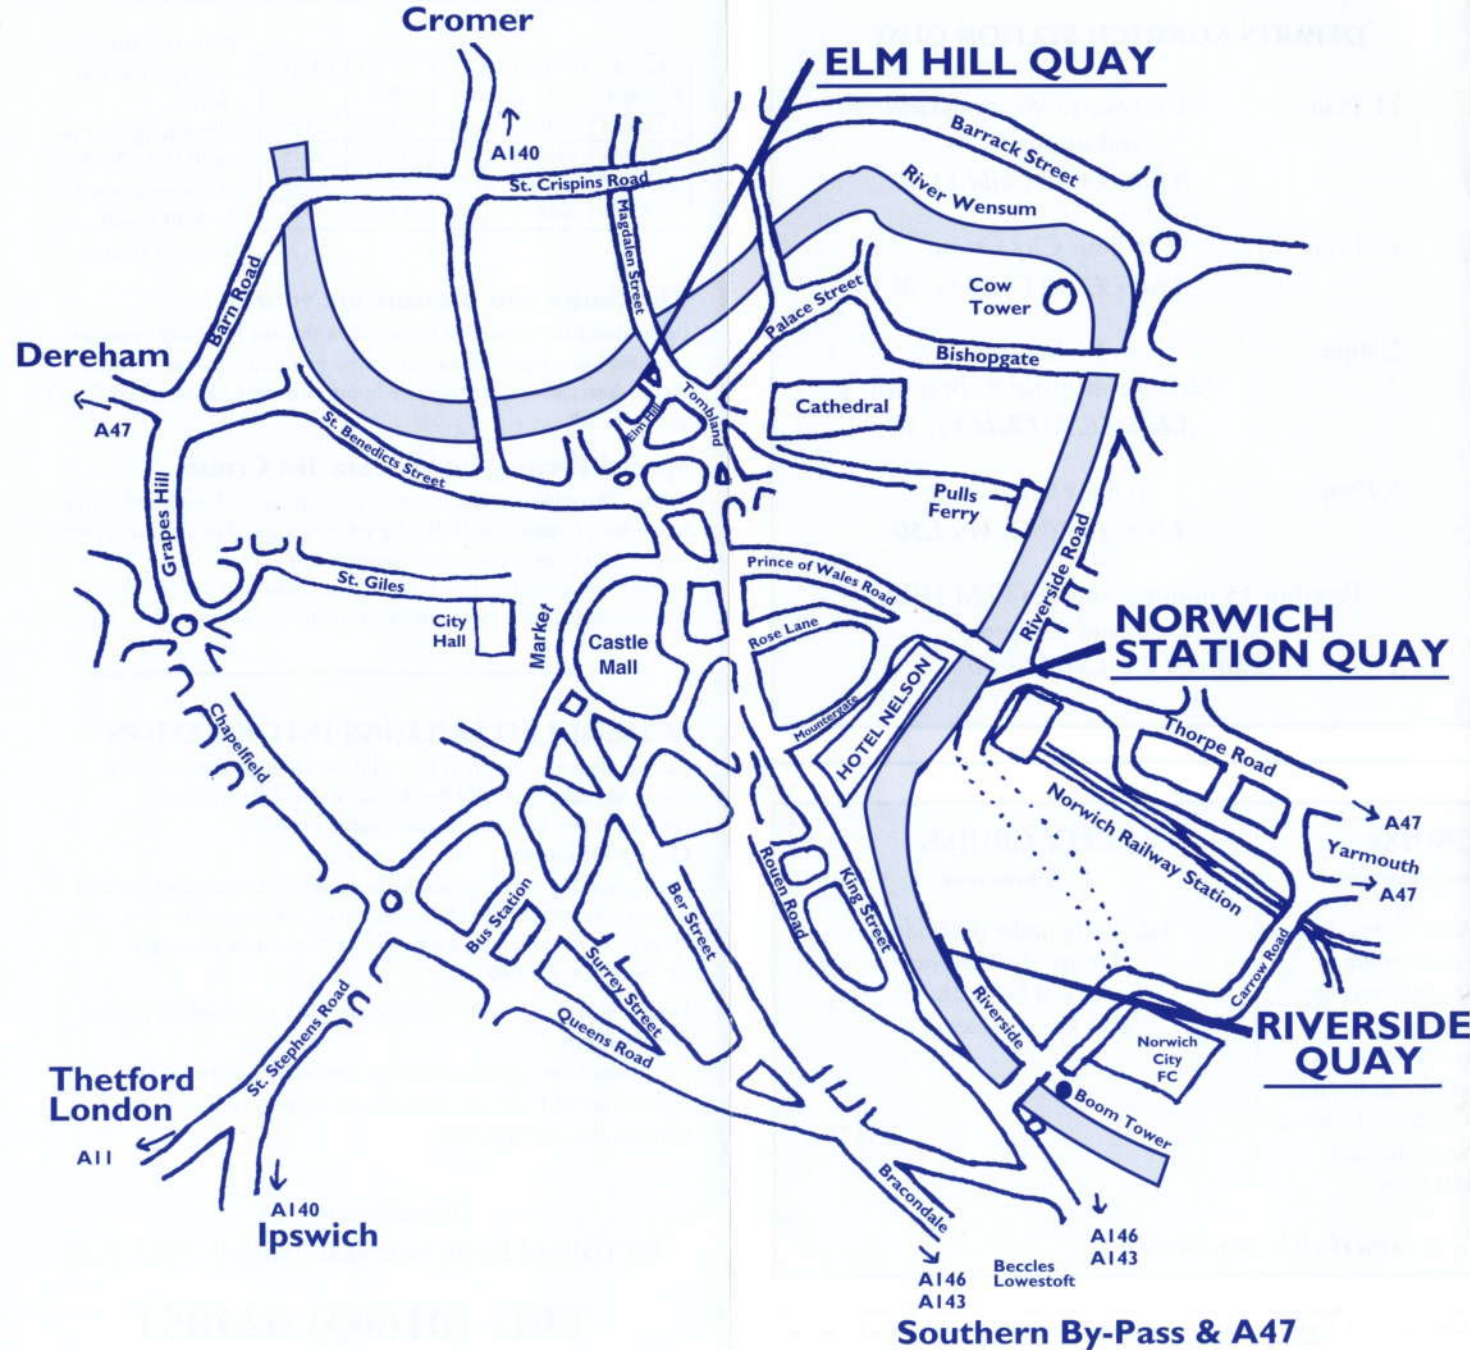 Cromer
ELM HILL QUAY
A140
St. Crispins Road
Barrack Street
River Wensum
Magdalen Street
Barn Road
Palace Street
Cow
Tower
Dereham
A47
Bishopgate
Cathedral
Elm Hill
Tombland
St. Benedicts Street
Pulls
Ferry
Grapes Hill
Riverside Road
St. Giles
Prince of Wales Road
City
Hall
Market
Castle
Mall
Rose Lane
NORWICH
STATION QUAY
HOTEL NELSON
Mountergate
Chapelfield
Thorpe Road
Norwich Railway Station
A47
Yarmouth
A47
Rouen Road
King Street
Bus Station
Ber Street
Surrey Street
Carrow Road
Riverside
Queens Road
St. Stephens Road
RIVERSIDE
QUAY
Norwich
City
FC
Boom Tower
Thetford
London
A11
A140
Ipswich
Bracondale
A146
A143
Beccles
Lowestoft
A146
A143
Southern By-Pass & A47